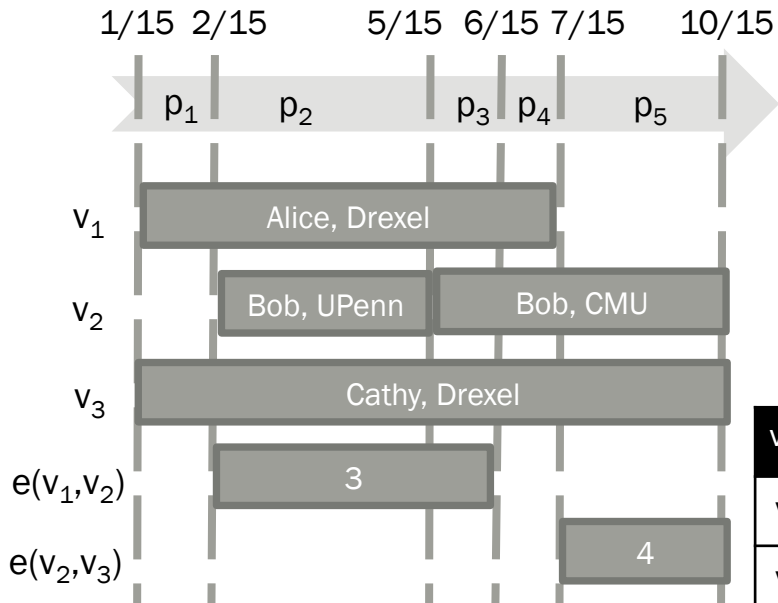 1/15 2/15 5/15 6/15 7/15 10/15
p₁ p₂ p₃ p₄ p₅
v₁ Alice, Drexel
v₂ Bob, UPenn Bob, CMU
v₃ Cathy, Drexel
e(v₁,v₂) 3
e(v₂,v₃) 4